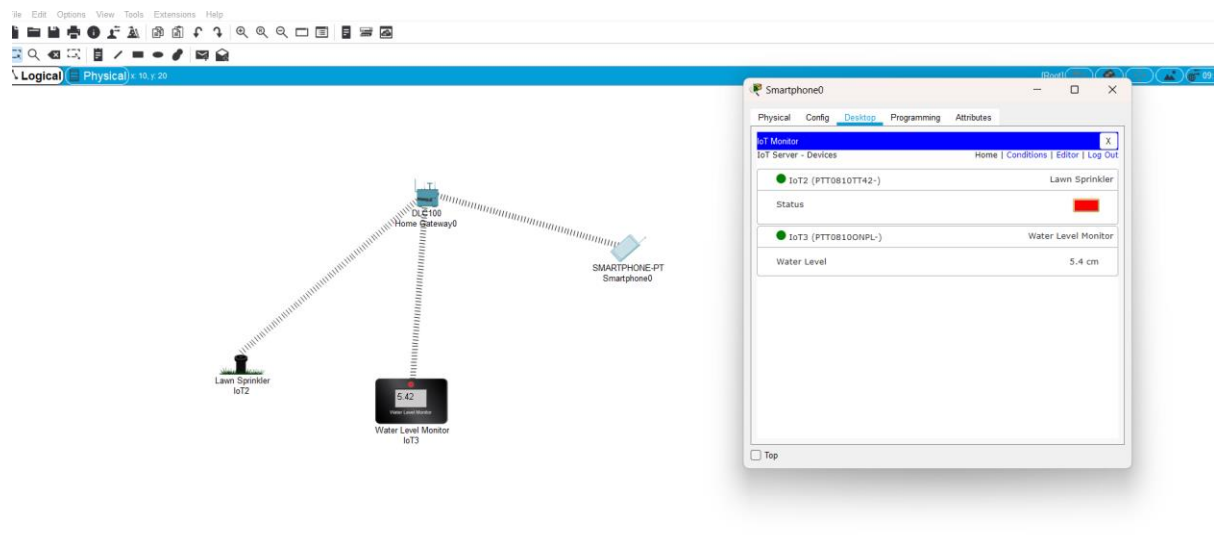 File Edit Options View Tools Extensions Help
Logical Physical x: 10, y: 20
[Root]
09:
DLC100
Home Gateway0
SMARTPHONE-PT
Smartphone0
Lawn Sprinkler
IoT2
5.42
Water Level Monitor
Water Level Monitor
IoT3
Smartphone0
Physical Config Desktop Programming Attributes
IoT Monitor X
IoT Server - Devices Home | Conditions | Editor | Log Out
IoT2 (PTT0810TT42-) Lawn Sprinkler
Status
IoT3 (PTT0810ONPL-) Water Level Monitor
Water Level 5.4 cm
Top